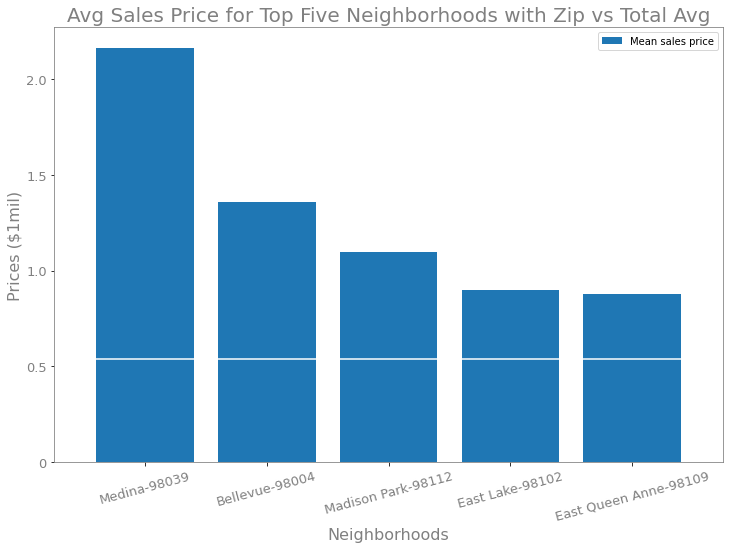 Avg Sales Price for Top Five Neighborhoods with Zip vs Total Avg
Mean sales price
Prices ($1mil)
2.0
1.5
1.0
0.5
0
Medina-98039
Bellevue-98004
Madison Park-98112
East Lake-98102
East Queen Anne-98109
Neighborhoods